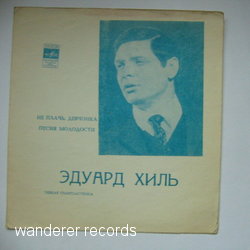 НЕ ПЛАЧЬ, ДЕВЧОНКА
ПЕСНЯ МОЛОДОСТИ
ЭДУАРД ХИЛЬ
wanderer records